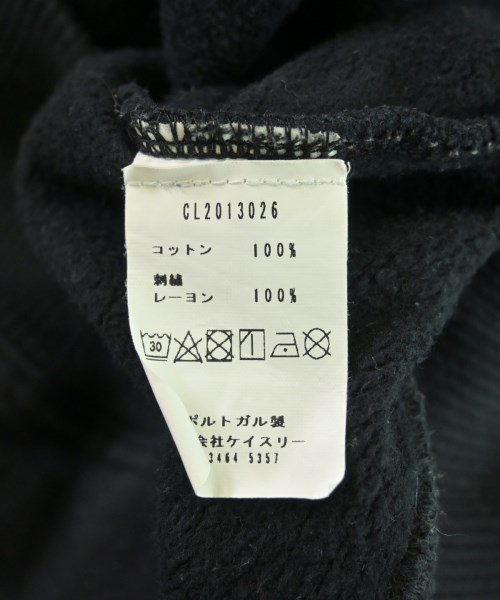 CL2013026
コットン 100%
刺繍
レーヨン 100%
30
ポルトガル製
会社ケイスリー
3464 5357